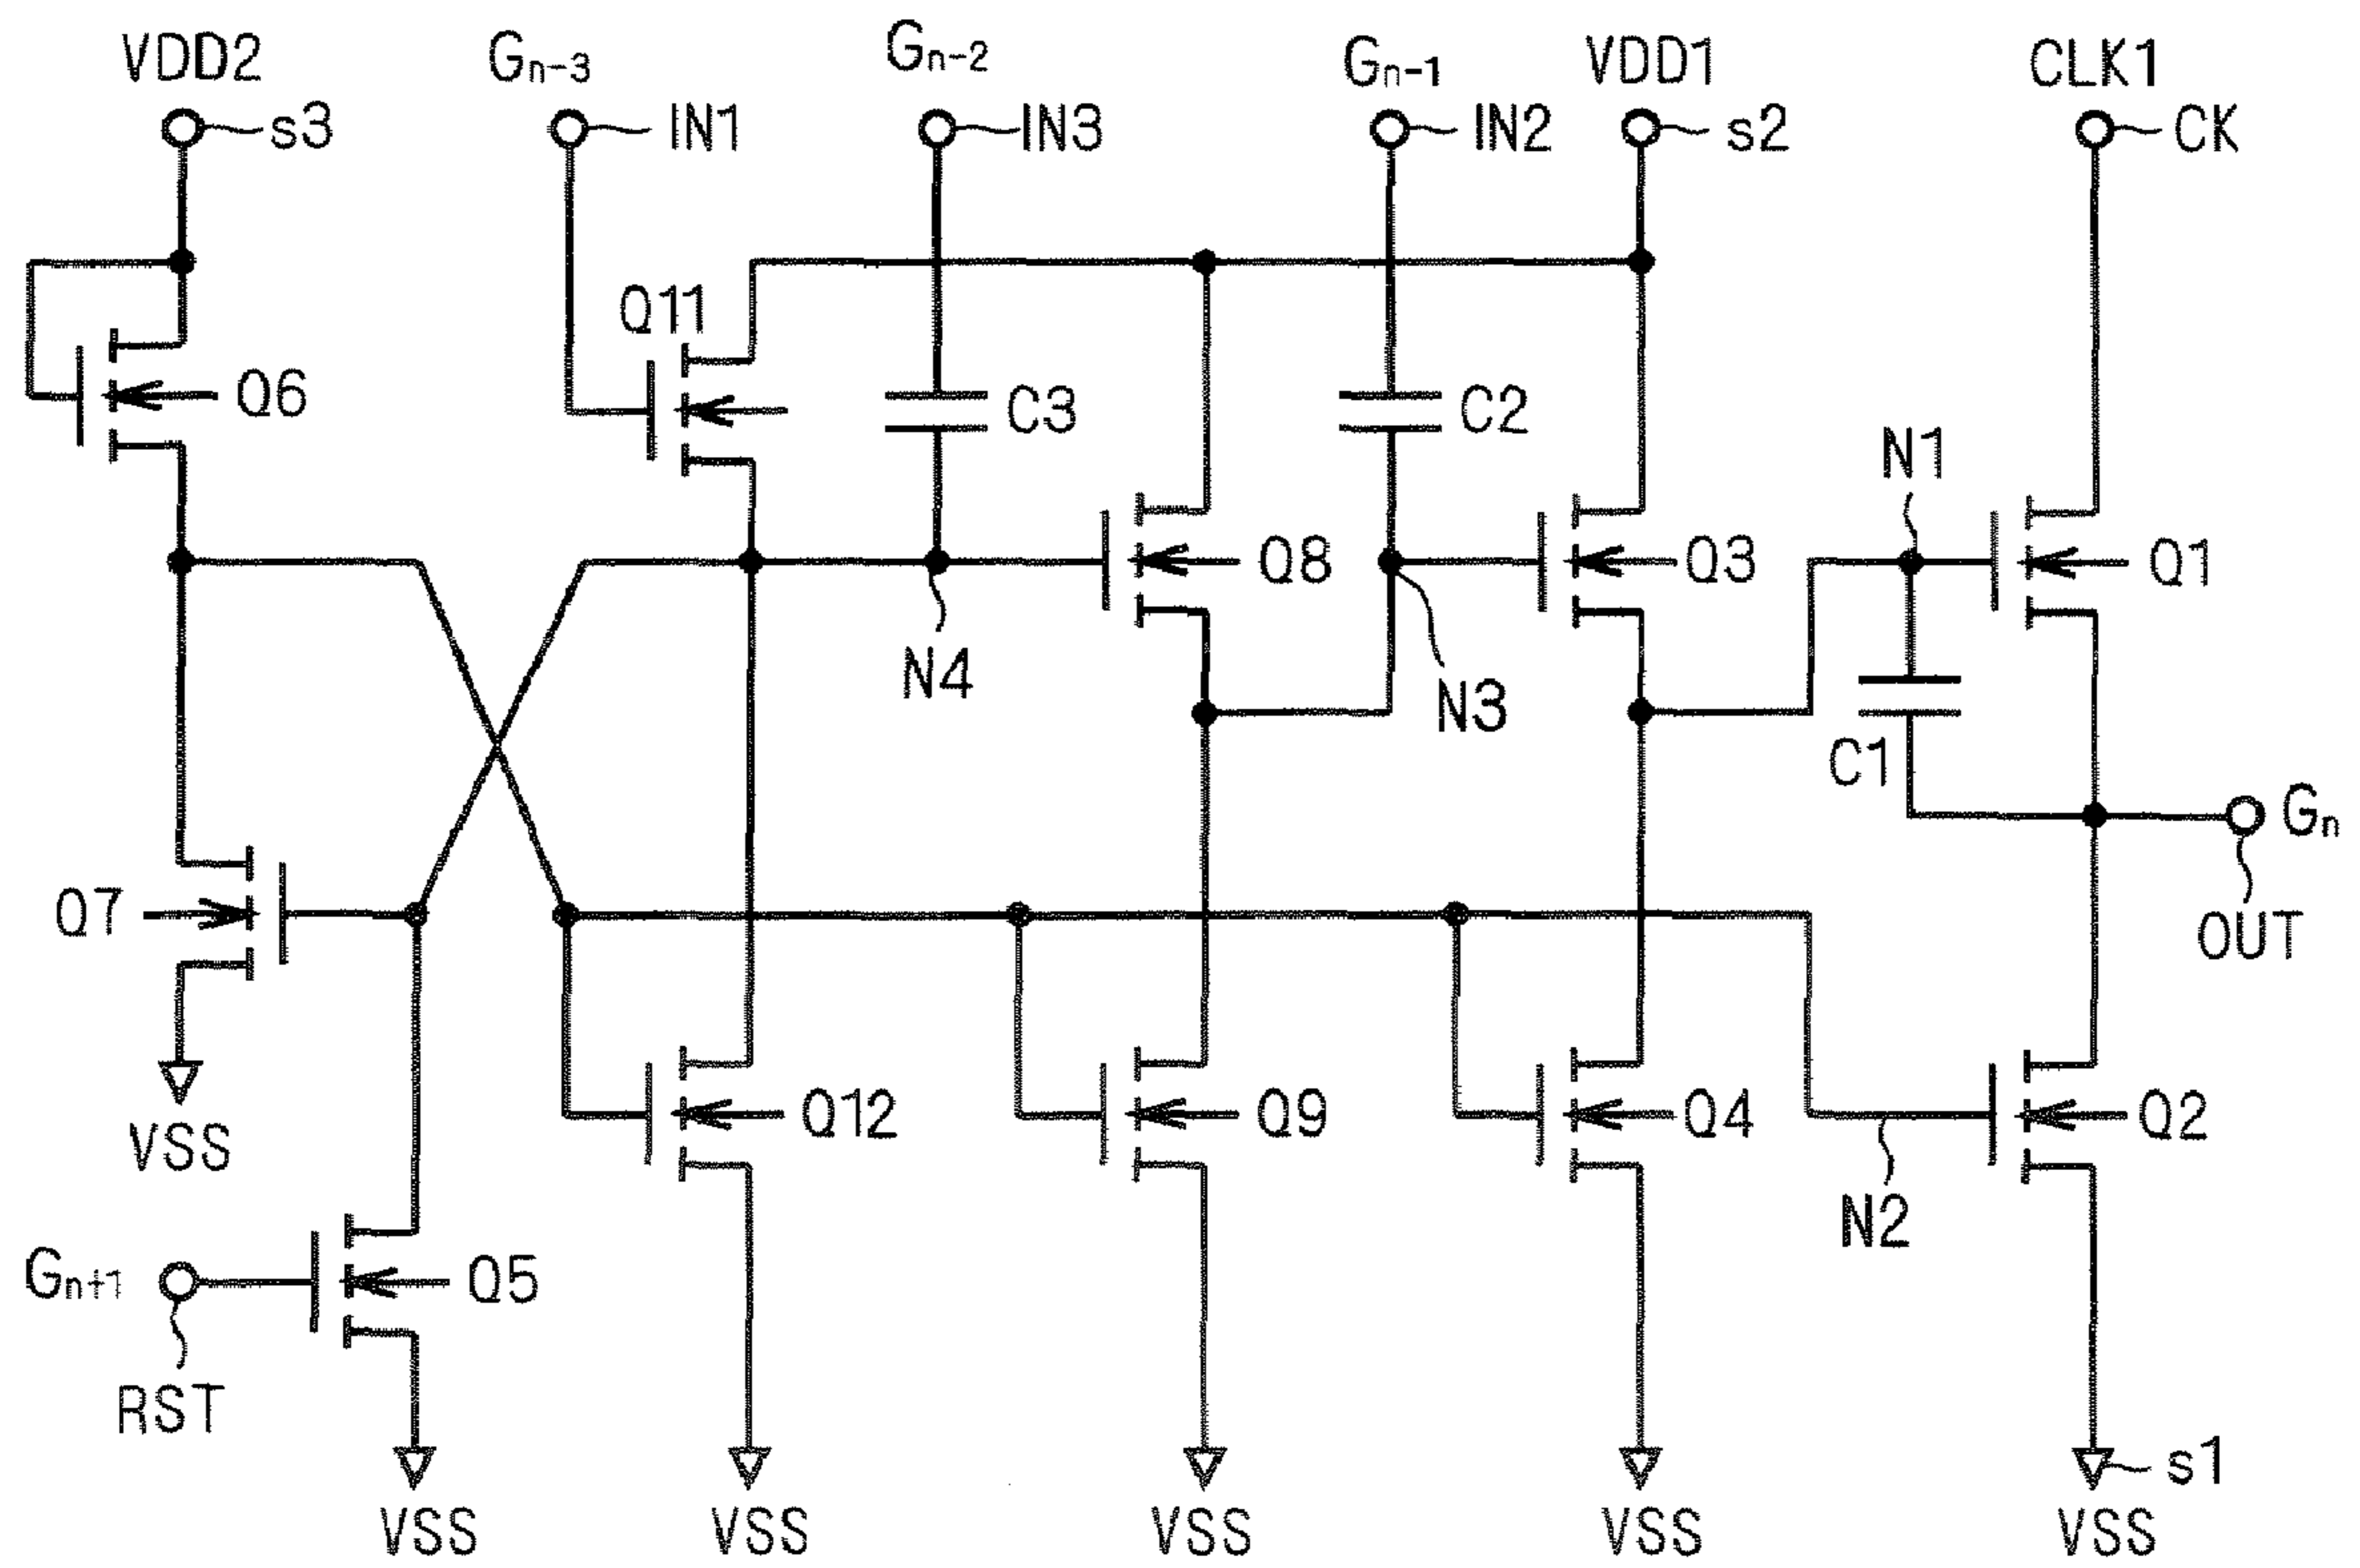 VDD2
Gn-3
Gn-2
Gn-1
VDD1
CLK1
s3
IN1
IN3
IN2
s2
CK
Q11
Q6
C3
C2
N1
Q8
Q3
Q1
N4
N3
C1
Gn
Q7
OUT
Q12
Q9
Q4
Q2
VSS
N2
Gn+1
Q5
RST
s1
VSS
VSS
VSS
VSS
VSS